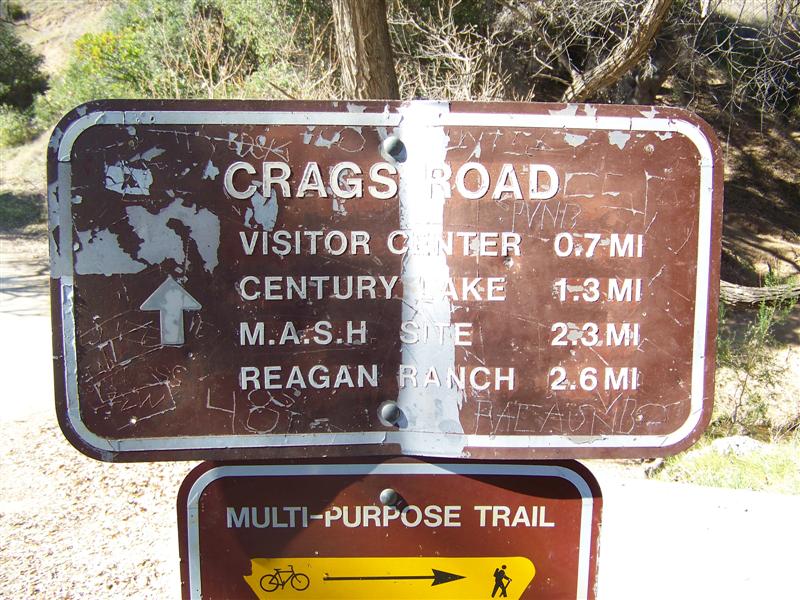 CRAGS ROAD
VISITOR CENTER 0.7 MI
CENTURY LAKE 1.3 MI
M.A.S.H SITE 2.3 MI
REAGAN RANCH 2.6 MI
48
MULTI-PURPOSE TRAIL